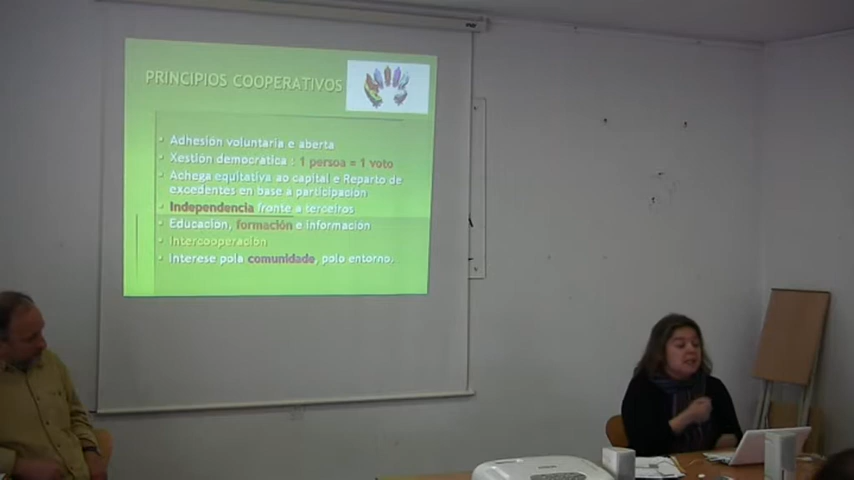 PRINCIPIOS COOPERATIVOS
• Adhesión voluntaria e aberta
• Xestión democrática : 1 persoa = 1 voto
• Achega equitativa ao capital e Reparto de
excedentes en base a participación
• Independencia fronte a terceiros
• Educación, formación e información
• Intercooperación
• Interese pola comunidade, polo entorno,